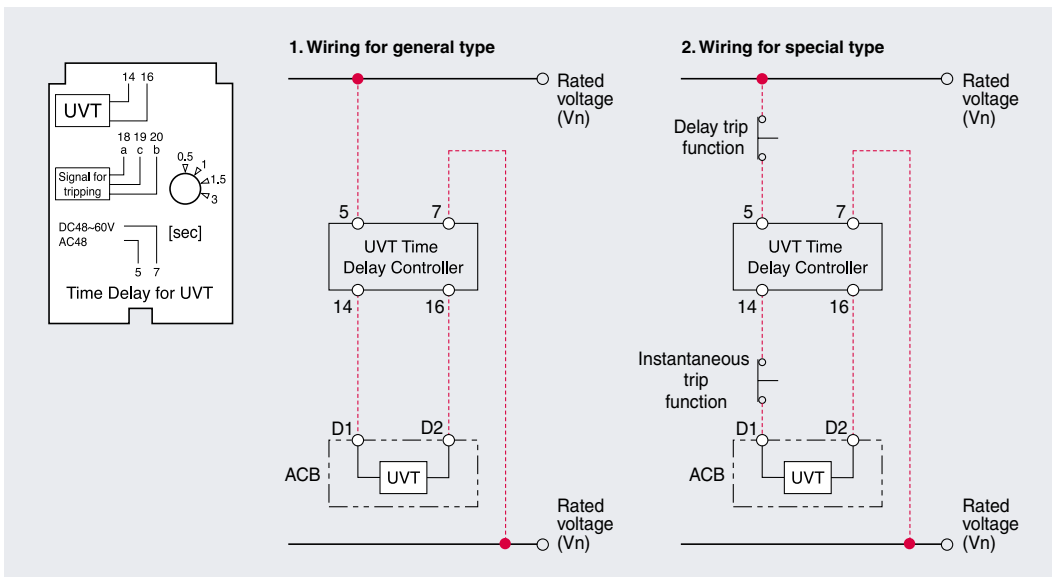 14 16
UVT
18 19 20
a c b
Signal for
tripping
0.5
1
1.5
3
DC48~60V
AC48
[sec]
5 7
Time Delay for UVT
1. Wiring for general type
Rated
voltage
(Vn)
5 7
UVT Time
Delay Controller
14 16
D1 D2
ACB
UVT
Rated
voltage
(Vn)
2. Wiring for special type
Rated
voltage
(Vn)
Delay trip
function
5 7
UVT Time
Delay Controller
14 16
Instantaneous
trip
function
D1 D2
ACB
UVT
Rated
voltage
(Vn)